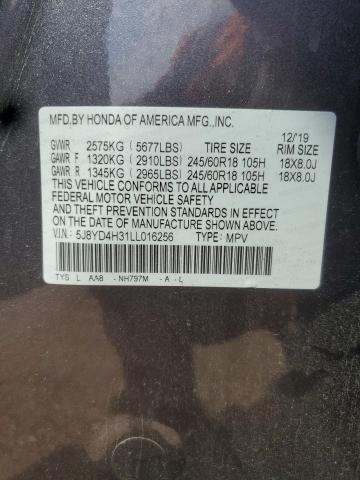 MFD.BY HONDA OF AMERICA MFG.,INC.
12/19
GVWR 2575KG (5677LBS) TIRE SIZE RIM SIZE
GAWR F 1320KG (2910LBS) 245/60R18 105H 18X8.0J
GAWR R 1345KG (2965LBS) 245/60R18 105H 18X8.0J
THIS VEHICLE CONFORMS TO ALL APPLICABLE
FEDERAL MOTOR VEHICLE SAFETY, BUMPER,
AND THEFT PREVENTION STANDARDS IN EFFECT ON
THE DATE OF MANUFACTURE SHOWN ABOVE.
V.I.N.: 5J8YD4H31LL016256 TYPE: MPV
TYS L AA8 - NH797M - A - L